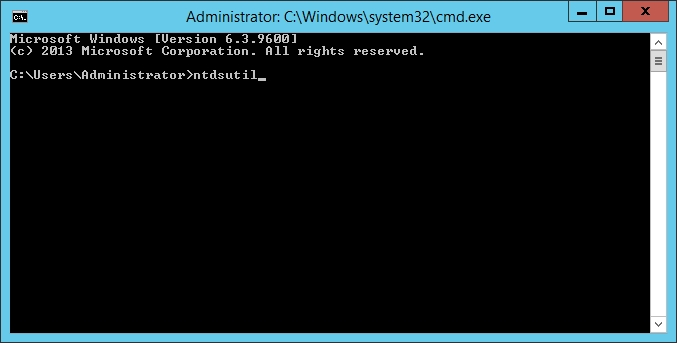 Administrator: C:\Windows\system32\cmd.exe
Microsoft Windows [Version 6.3.9600]
(c) 2013 Microsoft Corporation. All rights reserved.
C:\Users\Administrator>ntdsutil_